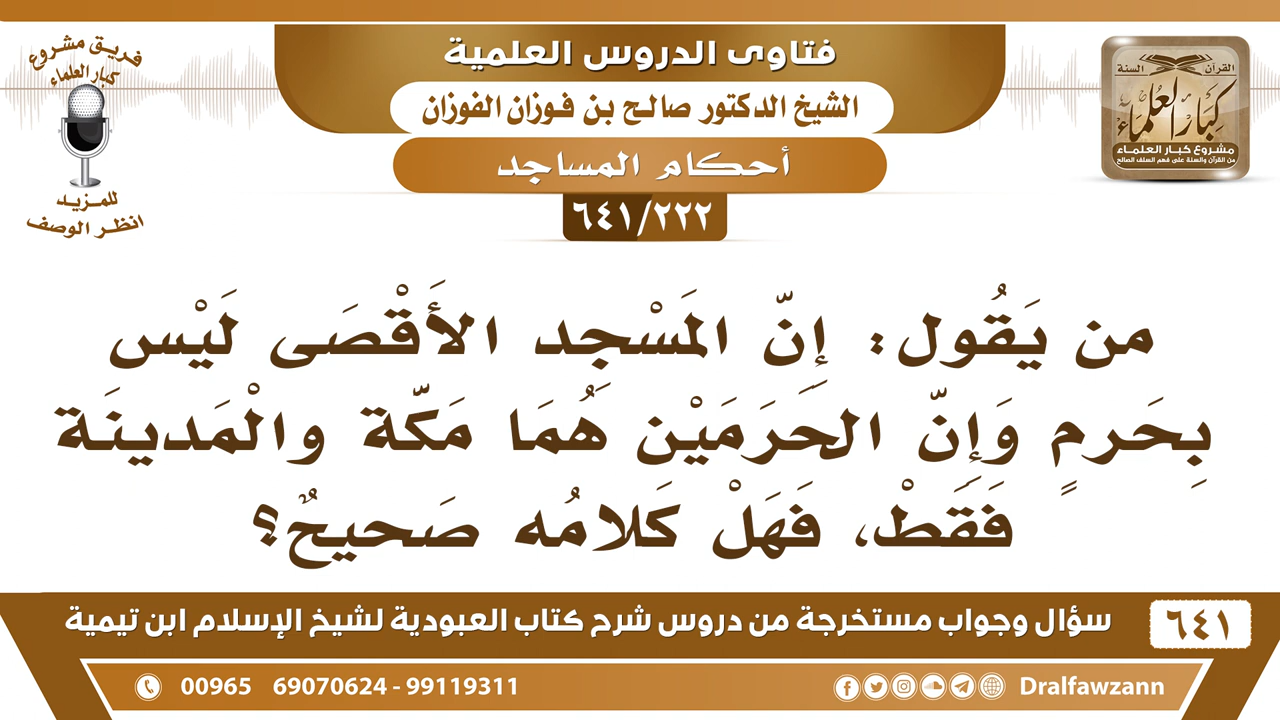 فتاوى الدروس العلمية
الشيخ الدكتور صالح بن فوزان الفوزان
أحكام المساجد
٦٤١/٢٢٢
فريق مشروع
كبار العلماء
للمزيد
انظر الوصف
القرآن السنة
كبار العلماء
مشروع كبار العلماء
من القرآن والسنة على فهم السلف الصالح
من يَقُول: إِنّ المَسْجِد الأَقْصَى لَيْس
بِحَرمٍ وَإِنّ الحَرَمَيْن هُمَا مَكّة والْمَدينَة
فَقَطْ، فَهَلْ كَلامُه صَحيحٌ؟
سؤال وجواب مستخرجة من دروس شرح كتاب العبودية لشيخ الإسلام ابن تيمية
٦٤١
00965 69070624 - 99119311
Dralfawzann